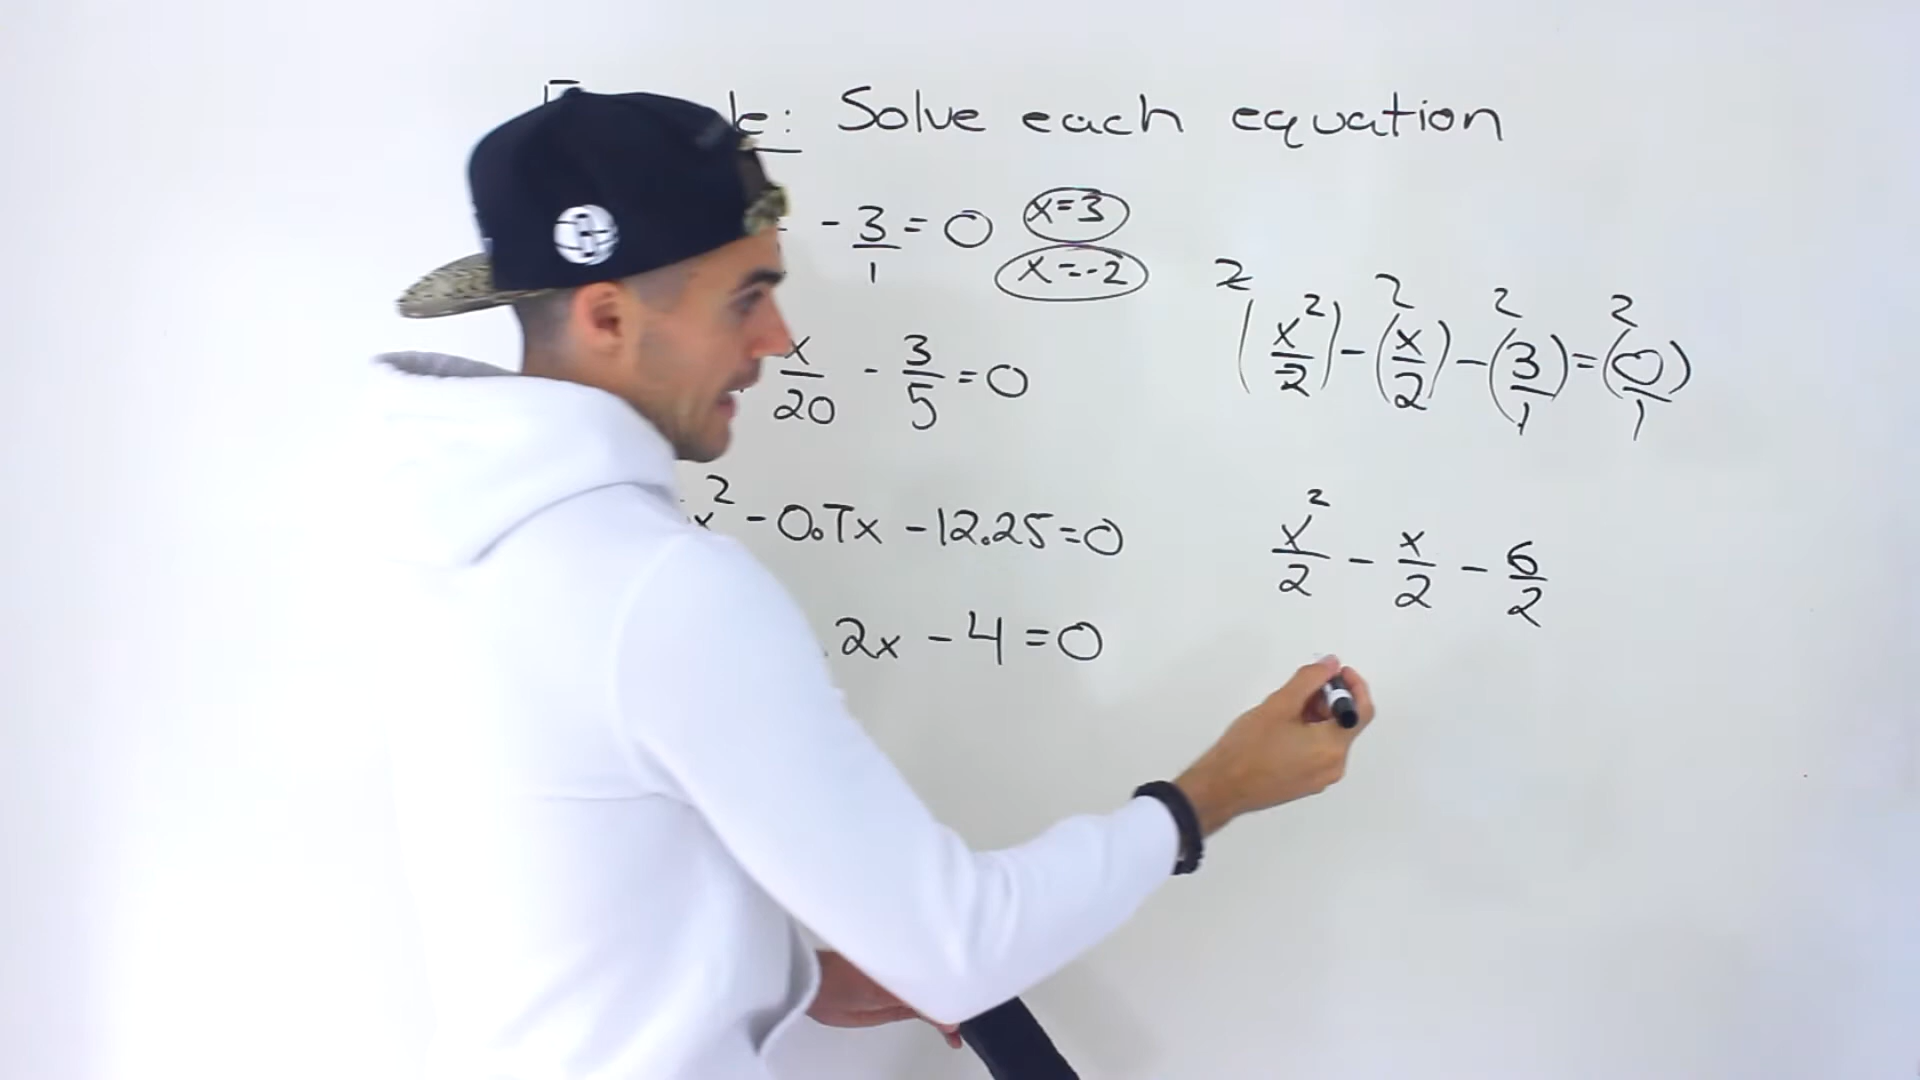 Solve each equation
- 3/1 = 0 x=3
x=-2
2(x²/2) - 2(x/2) - 2(3/1) = 2(0/1)
x/20 - 3/5 = 0
x² - 0.7x - 12.25 = 0
x²/2 - x/2 - 6/2
2x - 4 = 0